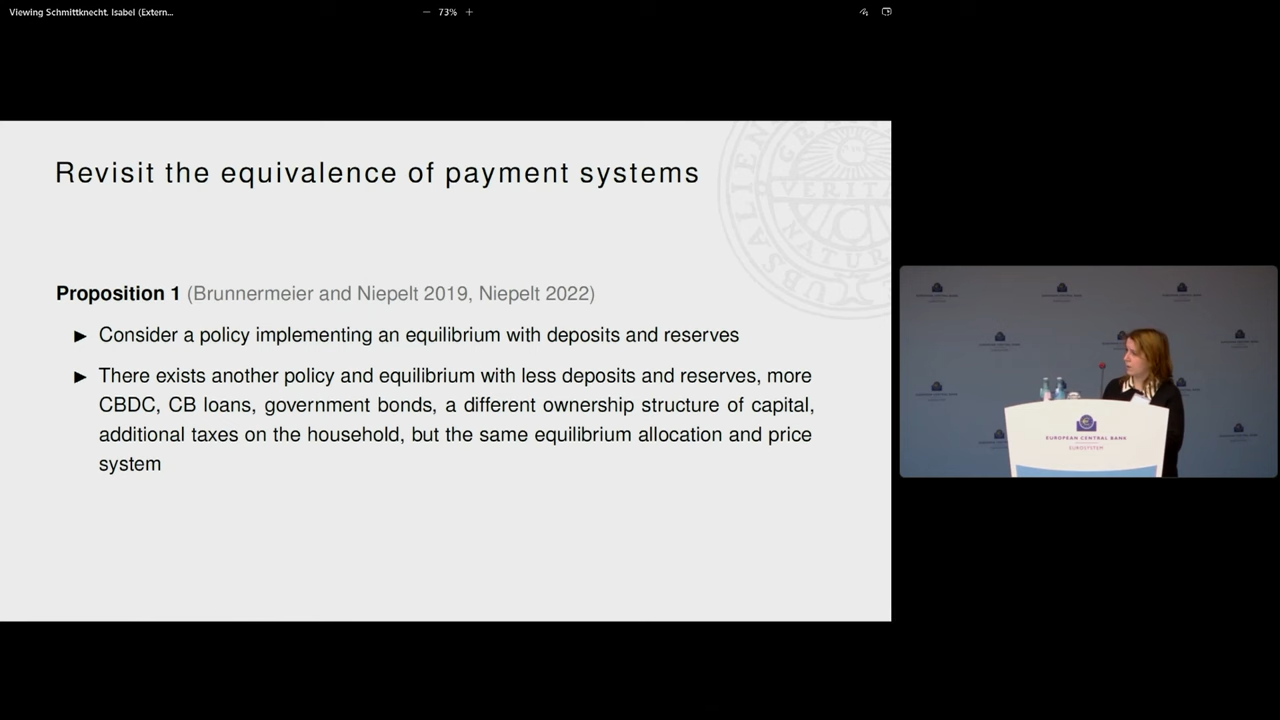 Viewing Schmittknecht. Isabel (Extern...
73%
Revisit the equivalence of payment systems
Proposition 1 (Brunnermeier and Niepelt 2019, Niepelt 2022)
▶ Consider a policy implementing an equilibrium with deposits and reserves
▶ There exists another policy and equilibrium with less deposits and reserves, more
CBDC, CB loans, government bonds, a different ownership structure of capital,
additional taxes on the household, but the same equilibrium allocation and price
system
VERITA
NATUR
EUROPEAN CENTRAL BANK
EUROSYSTEM